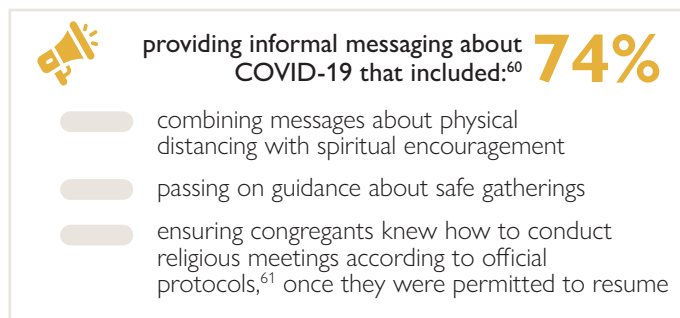 providing informal messaging about 74%
COVID-19 that included:60
combining messages about physical
distancing with spiritual encouragement
passing on guidance about safe gatherings
ensuring congregants knew how to conduct
religious meetings according to official
protocols,61 once they were permitted to resume